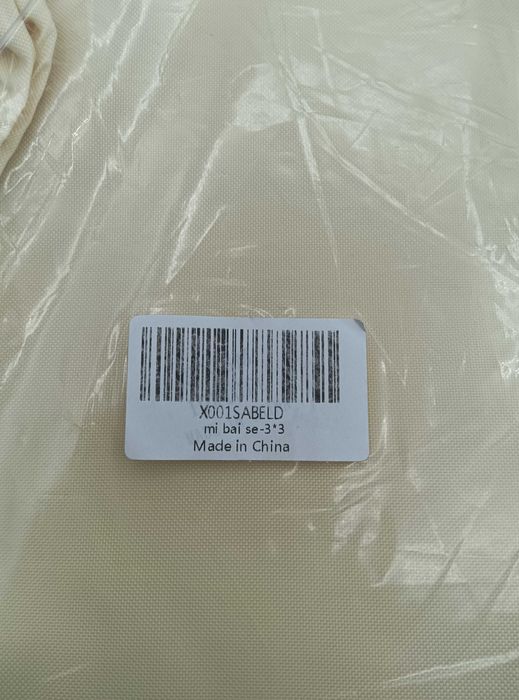 X001SABELD
mi bai se-3*3
Made in China